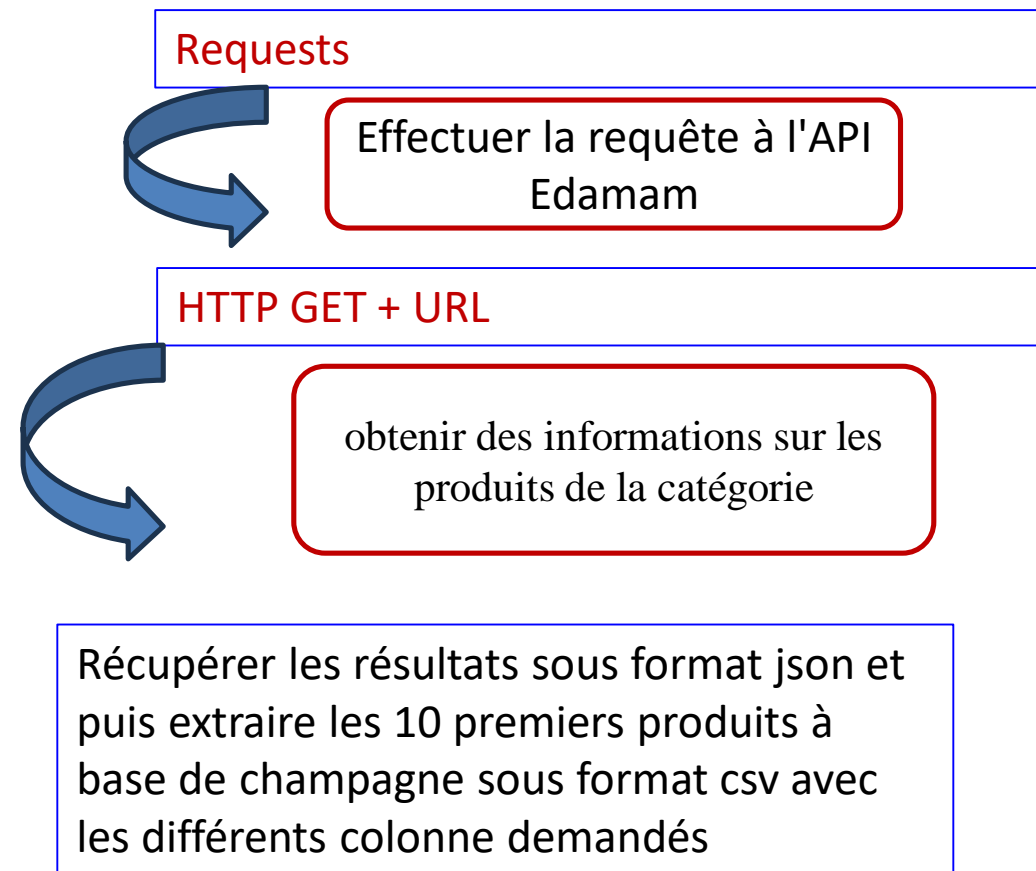 Requests
Effectuer la requête à l'API
Edamam
HTTP GET + URL
obtenir des informations sur les
produits de la catégorie
Récupérer les résultats sous format json et
puis extraire les 10 premiers produits à
base de champagne sous format csv avec
les différents colonne demandés